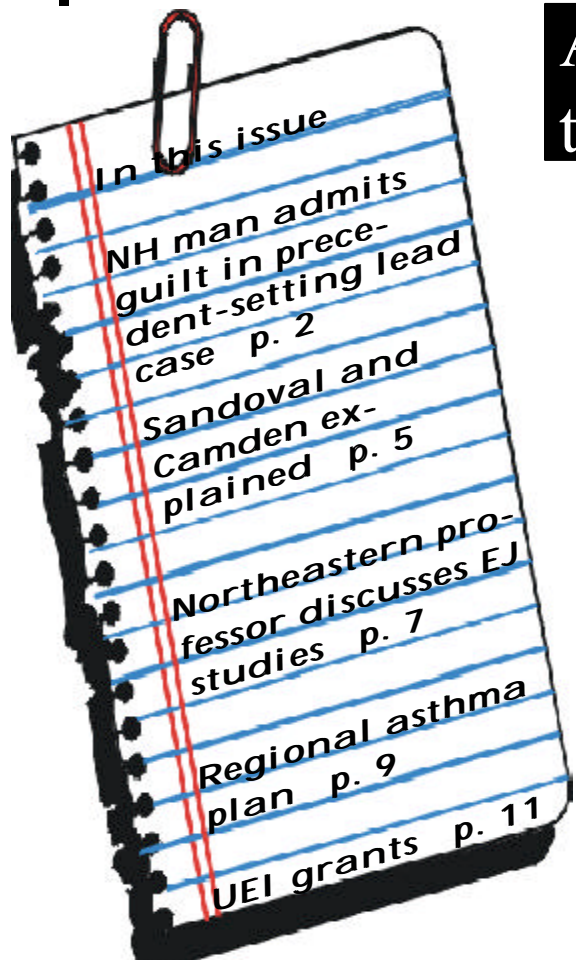 In this issue
NH man admits
guilt in prece-
dent-setting lead
case p. 2
Sandoval and
Camden ex-
plained p. 5
Northeastern pro-
fessor discusses EJ
studies p. 7
Regional asthma
plan p. 9
UEI grants p. 11